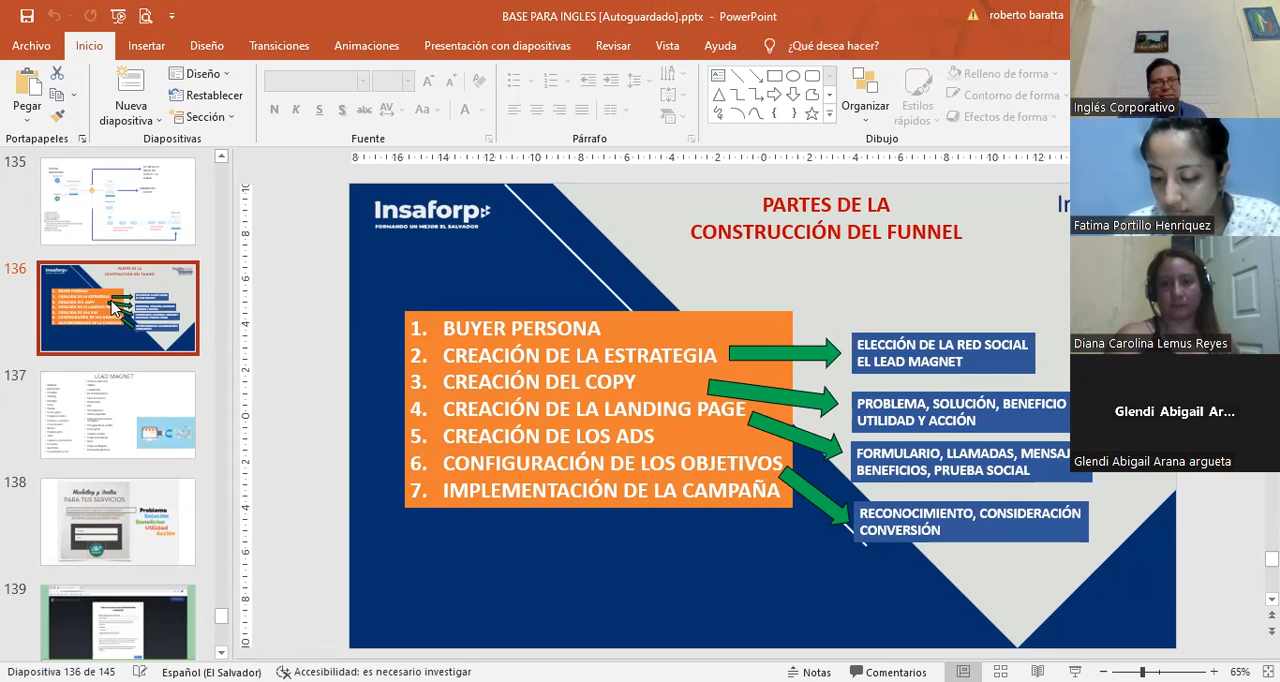 BASE PARA INGLES [Autoguardado].pptx - PowerPoint
roberto baratta
Archivo
Inicio
Insertar
Diseño
Transiciones
Animaciones
Presentación con diapositivas
Revisar
Vista
Ayuda
¿Qué desea hacer?
Pegar
Nueva
diapositiva
Diseño
Restablecer
Sección
N K S S abc AV Aa A
Organizar
Estilos
rápidos
Relleno de forma
Contorno de forma
Efectos de forma
Portapapeles
Diapositivas
Fuente
Párrafo
Dibujo
Inglés Corporativo
Fatima Portillo Henriquez
Diana Carolina Lemus Reyes
Glendi Abigail Ar...
Glendi Abigail Arana argueta
135
136
137
LEAD MAGNET
138
Marketing y Ventas
PARA TUS SERVICIOS
Problema
Solución
Beneficios
Utilidad
Acción
139
Insaforp
FORMANDO UN MEJOR EL SALVADOR
PARTES DE LA
CONSTRUCCIÓN DEL FUNNEL
1. BUYER PERSONA
2. CREACIÓN DE LA ESTRATEGIA
3. CREACIÓN DEL COPY
4. CREACIÓN DE LA LANDING PAGE
5. CREACIÓN DE LOS ADS
6. CONFIGURACIÓN DE LOS OBJETIVOS
7. IMPLEMENTACIÓN DE LA CAMPAÑA
ELECCIÓN DE LA RED SOCIAL
EL LEAD MAGNET
PROBLEMA, SOLUCIÓN, BENEFICIO
UTILIDAD Y ACCIÓN
FORMULARIO, LLAMADAS, MENSAJ
BENEFICIOS, PRUEBA SOCIAL
RECONOCIMIENTO, CONSIDERACIÓN
CONVERSIÓN
Diapositiva 136 de 145
Español (El Salvador)
Accesibilidad: es necesario investigar
Notas
Comentarios
65%